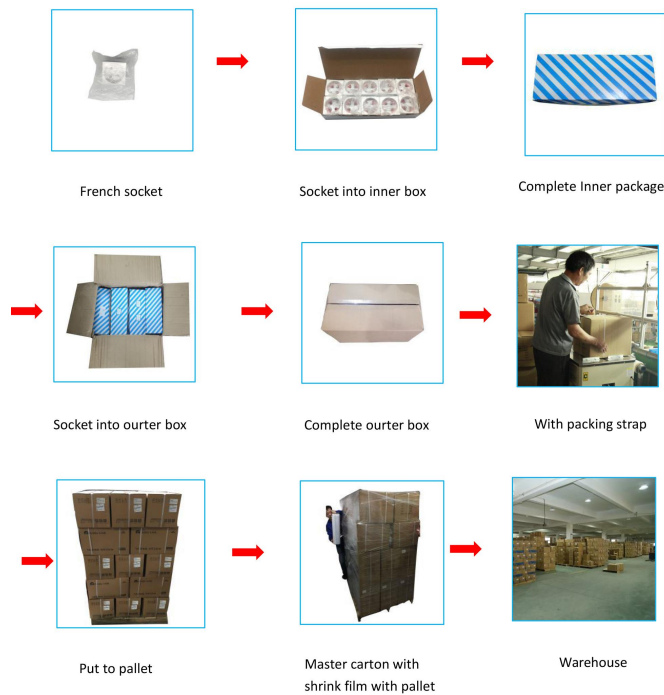 French socket
Socket into inner box
Complete Inner package
Socket into ourter box
Complete ourter box
With packing strap
Put to pallet
Master carton with
shrink film with pallet
Warehouse